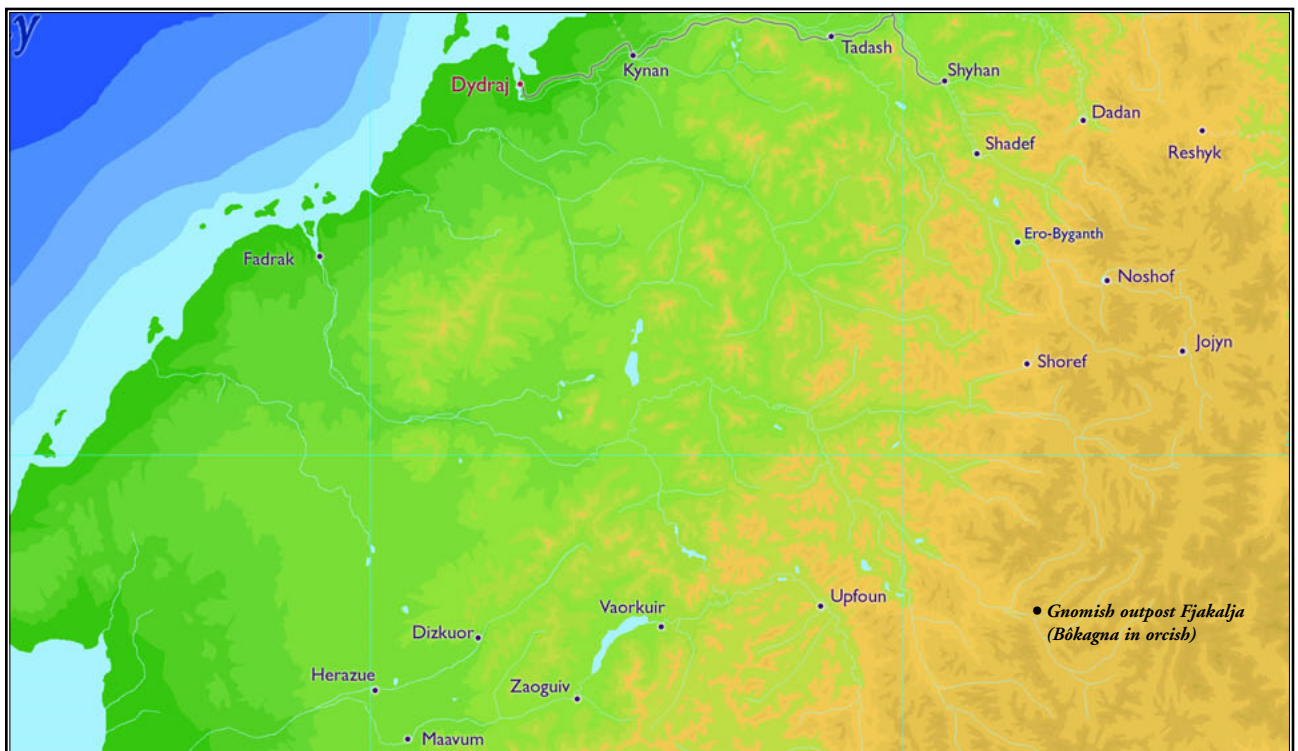 y
Tadash
Kynan
Shyhan
Dydraj
Dadan
Shadef
Reshyk
Ero-Byganth
Fadrak
Noshof
Jojyn
Shoref
Upfoun
Vaorkuir
Gnomish outpost Fjakalja
(Bôkagna in orcish)
Dizkuor
Herazue
Zaoguiv
Maavum